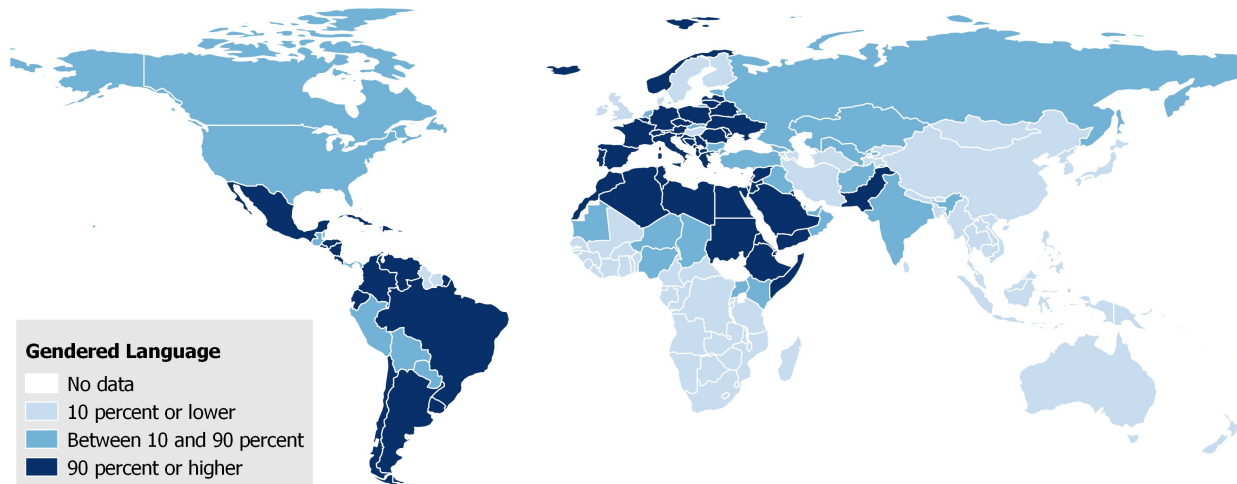 Gendered Language
No data
10 percent or lower
Between 10 and 90 percent
90 percent or higher